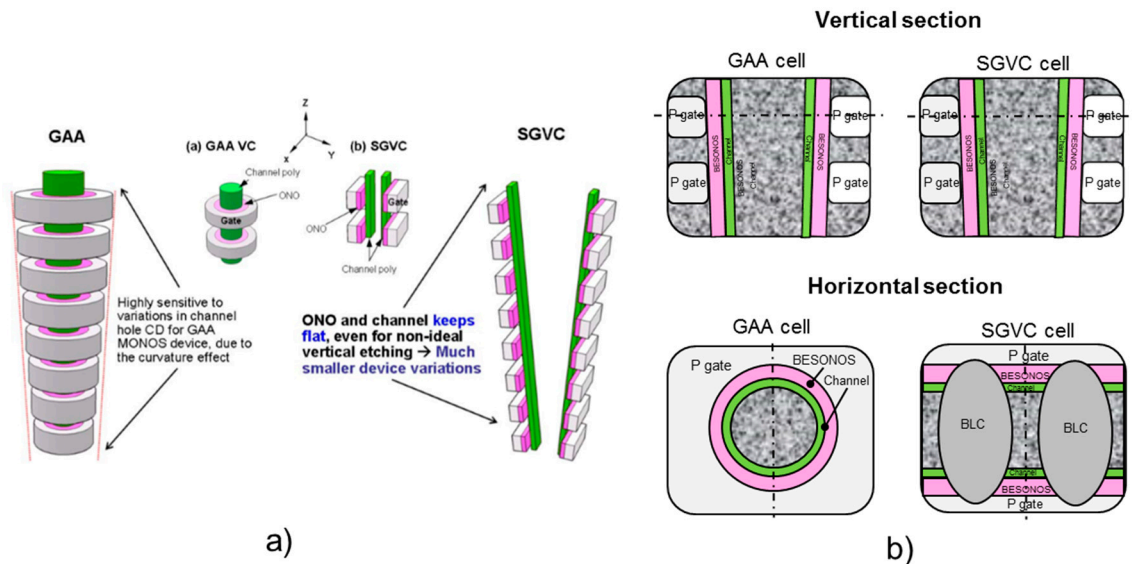 GAA
(a) GAA VC
Channel poly
ONO
Gate
Z
Y
x
(b) SGVC
Gate
ONO
Channel poly
SGVC
Highly sensitive to
variations in channel
hole CD for GAA
MONOS device, due to
the curvature effect
ONO and channel keeps
flat, even for non-ideal
vertical etching → Much
smaller device variations
a)
Vertical section
GAA cell
P gate
P gate
BESONOS
Channel
BESONOS
Channel
Channel
BESONOS
P gate
P gate
SGVC cell
P gate
P gate
BESONOS
Channel
BESONOS
Channel
Channel
BESONOS
P gate
P gate
Horizontal section
GAA cell
P gate
BESONOS
Channel
SGVC cell
P gate
BESONOS
Channel
BLC
BLC
Channel
BESONOS
P gate
b)